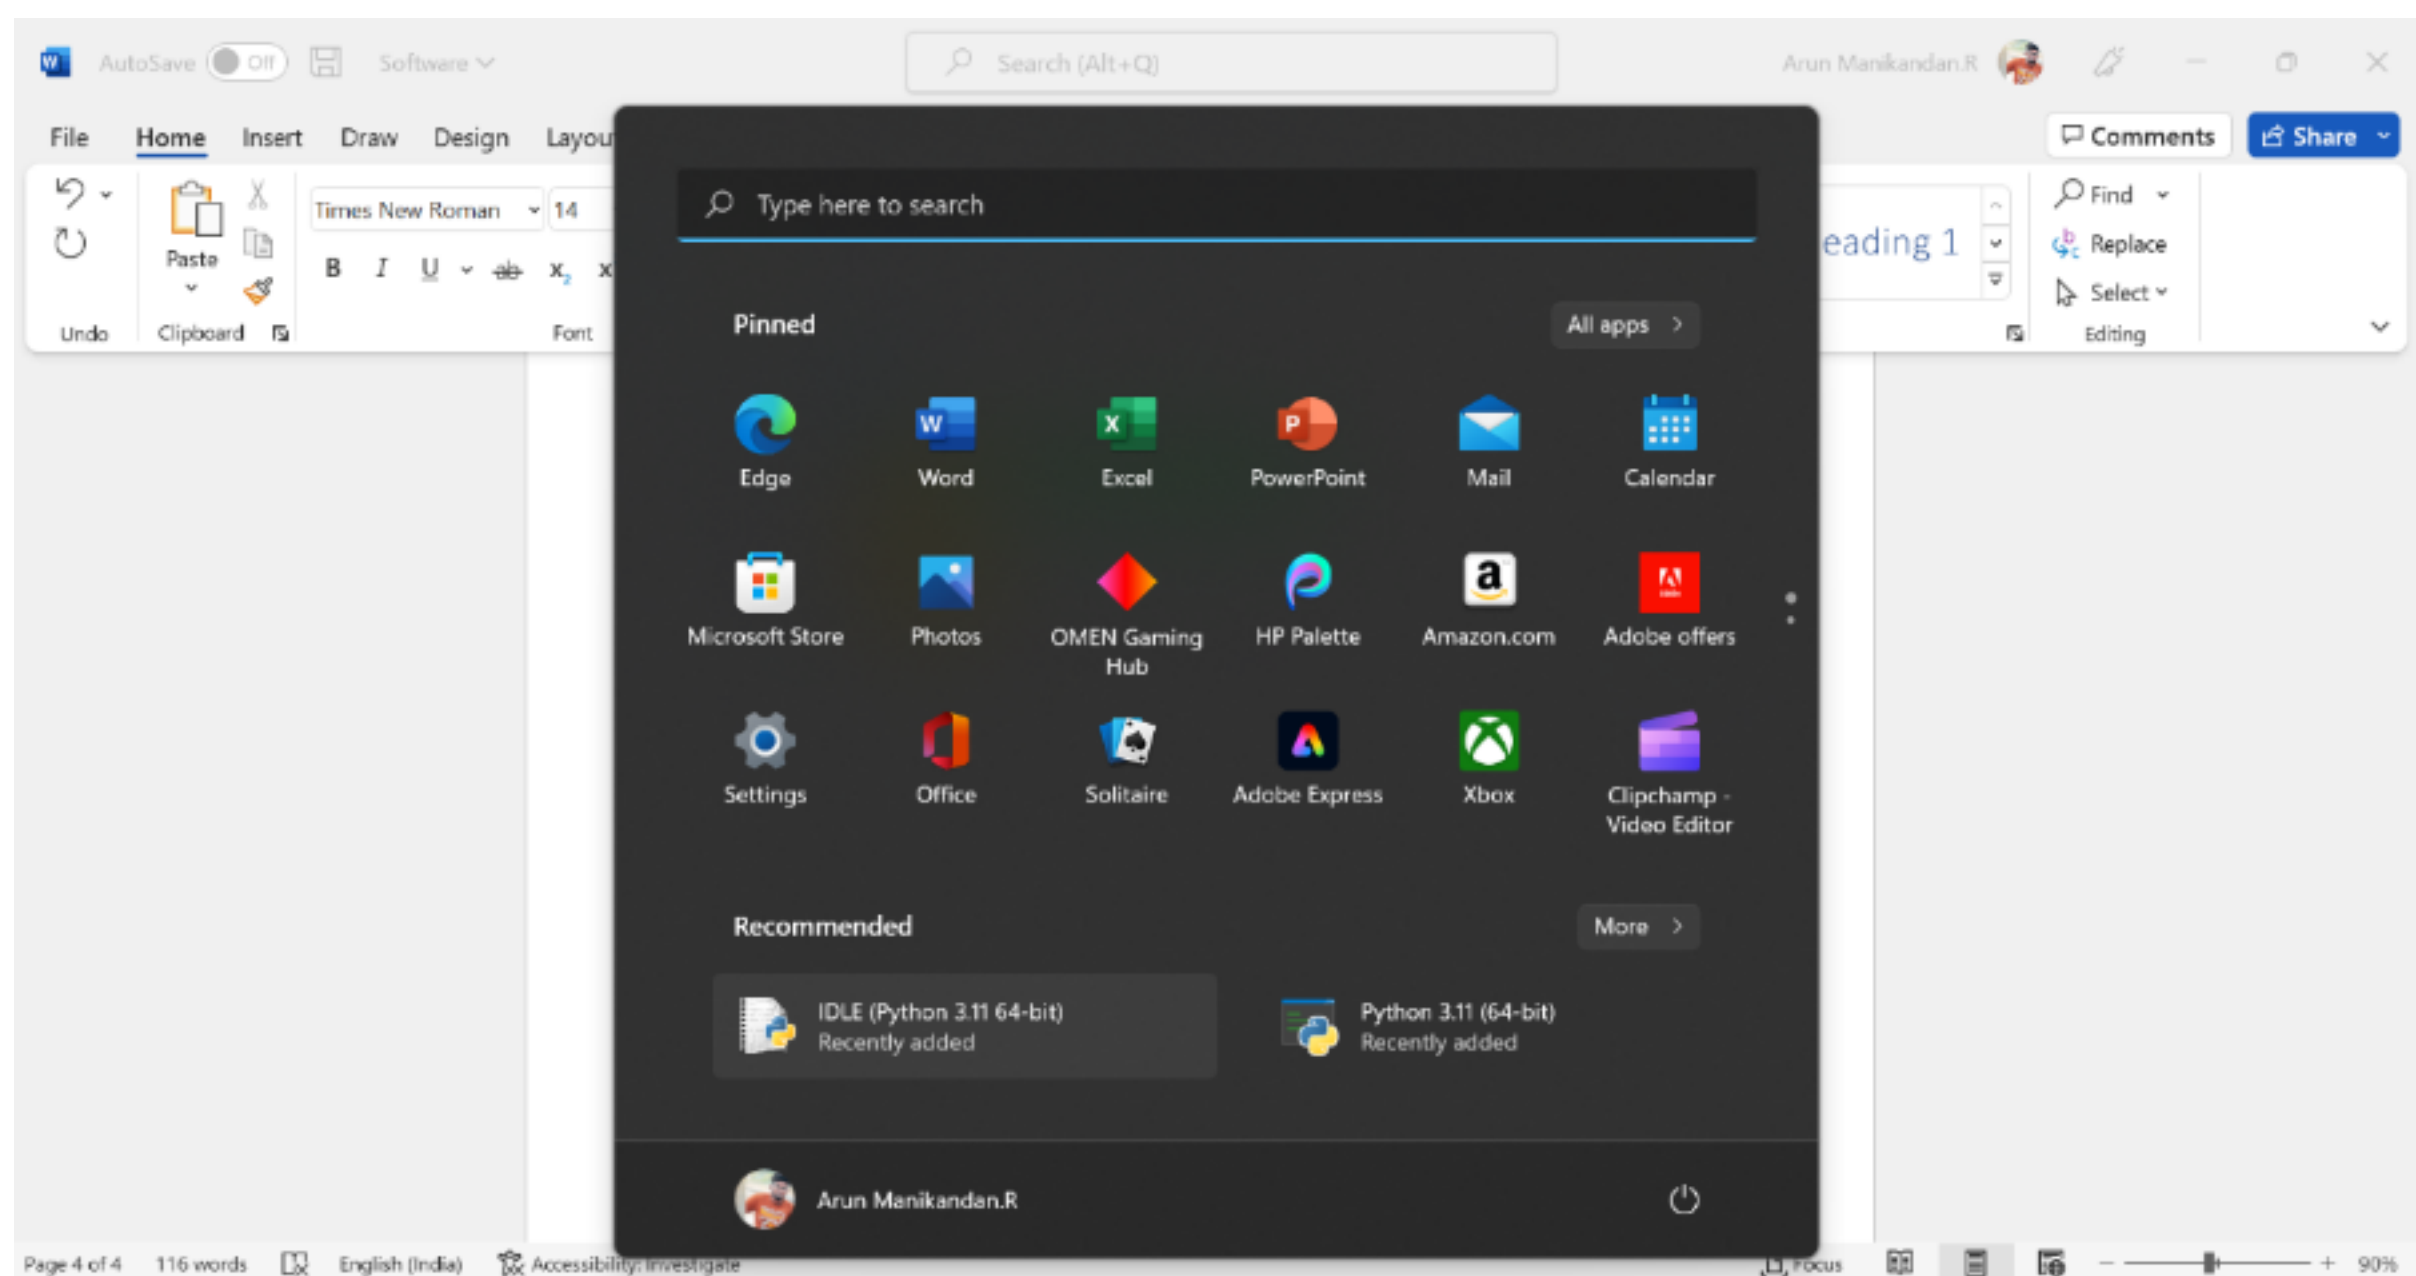 AutoSave Off Software Search (Alt+Q) Arun Manikandan.R
File Home Insert Draw Design Layou Comments Share
Times New Roman 14
Paste
B I U ab x2 x
Undo Clipboard Font
eading 1
Find
Replace
Select
Editing
Type here to search
Pinned All apps
Edge Word Excel PowerPoint Mail Calendar
Microsoft Store Photos OMEN Gaming Hub HP Palette Amazon.com Adobe offers
Settings Office Solitaire Adobe Express Xbox Clipchamp - Video Editor
Recommended More
IDLE (Python 3.11 64-bit) Python 3.11 (64-bit)
Recently added Recently added
Arun Manikandan.R
Page 4 of 4 116 words English (India) Accessibility: Investigate Focus 90%